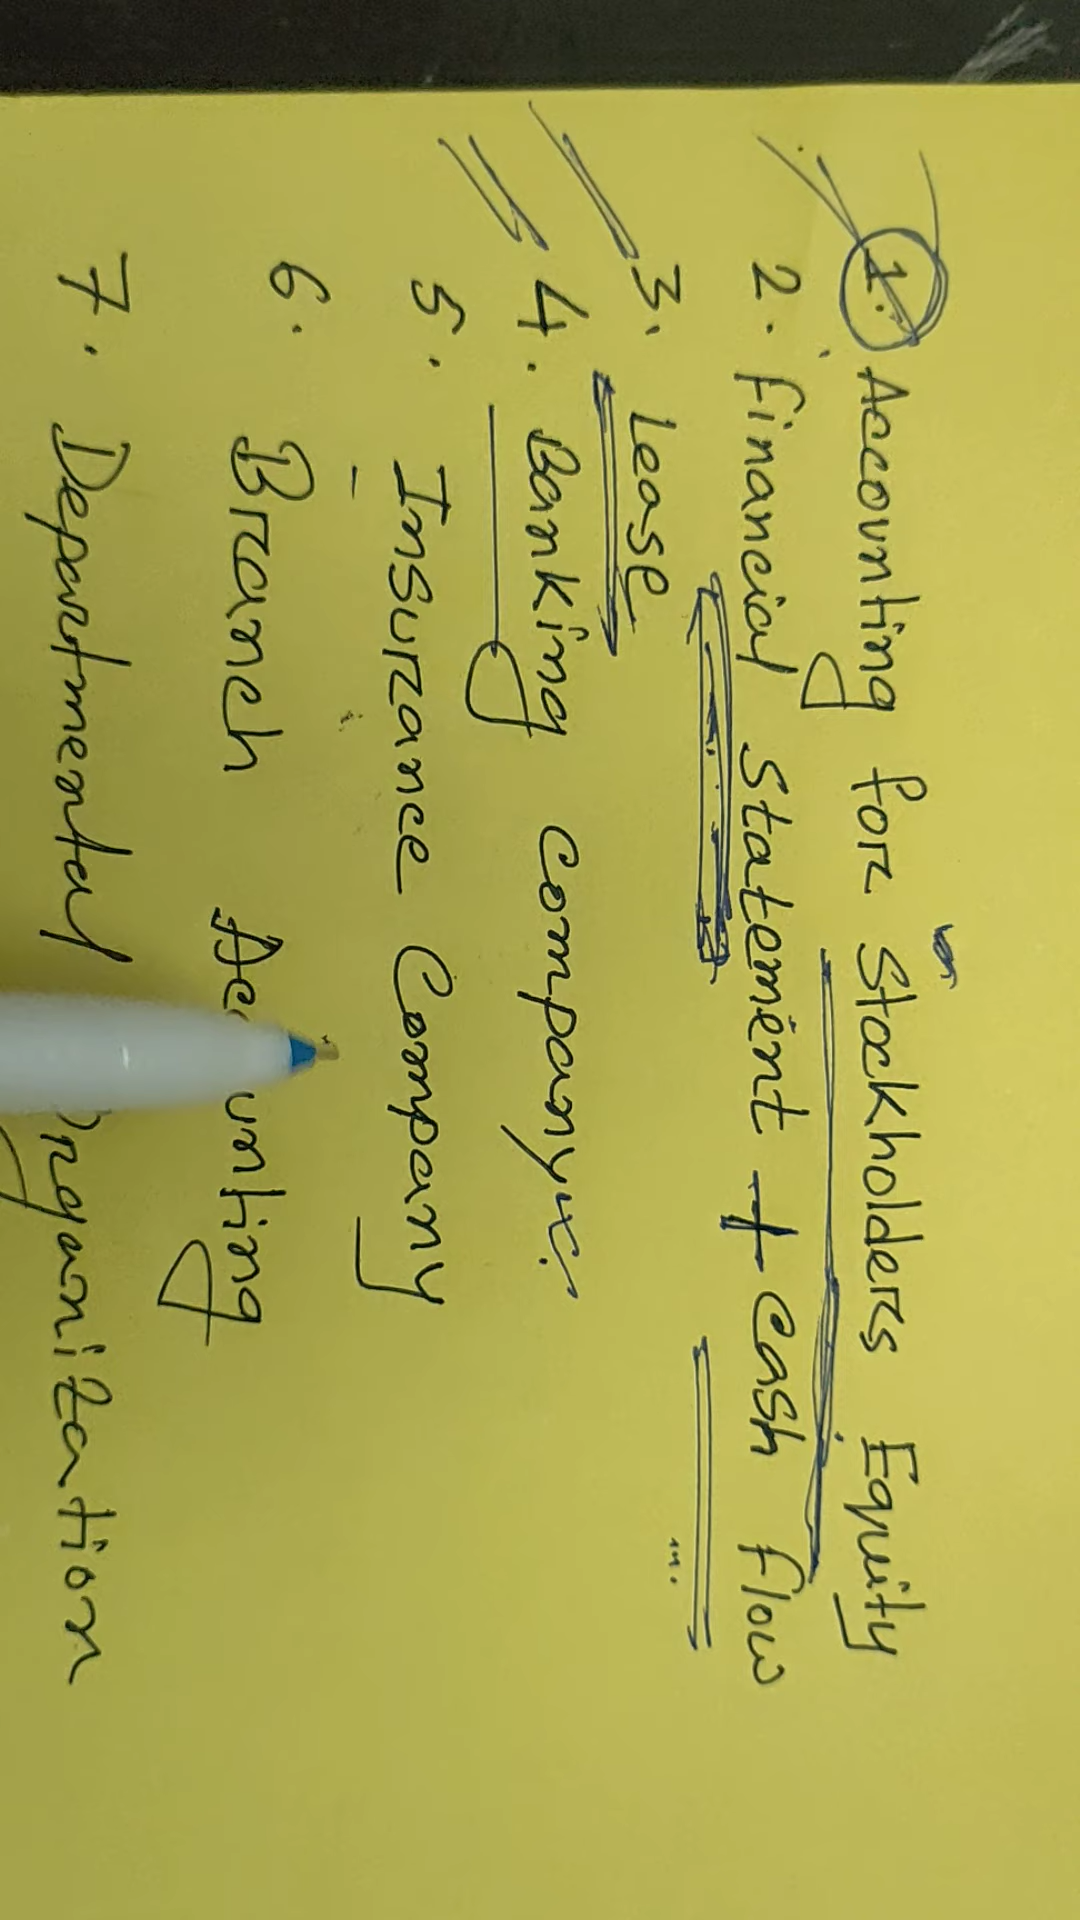 1. Accounting for Stockholders Equity
2. Financial Statement + Cash Flow
3. Lease
4. Banking Company
5. Insurance Company
6. Branch
7. Departmental